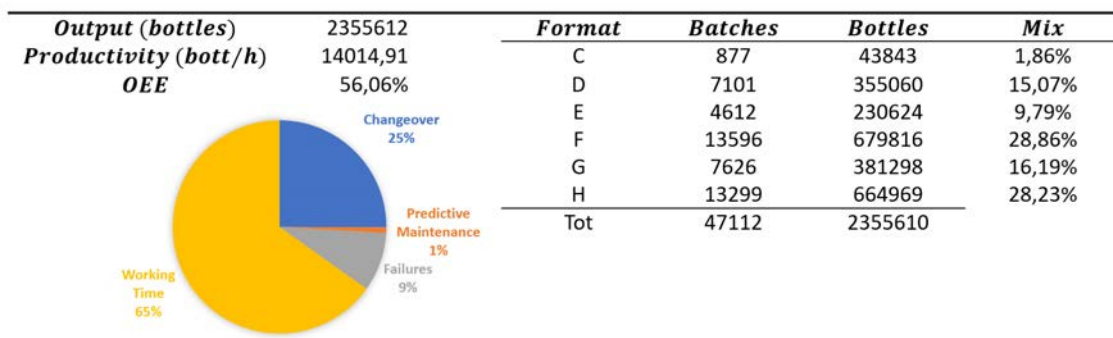 Output (bottles) 2355612
Productivity (bott/h) 14014,91
OEE 56,06%
Changeover
25%
Predictive
Maintenance
1%
Failures
9%
Working
Time
65%
Format Batches Bottles Mix
C 877 43843 1,86%
D 7101 355060 15,07%
E 4612 230624 9,79%
F 13596 679816 28,86%
G 7626 381298 16,19%
H 13299 664969 28,23%
Tot 47112 2355610